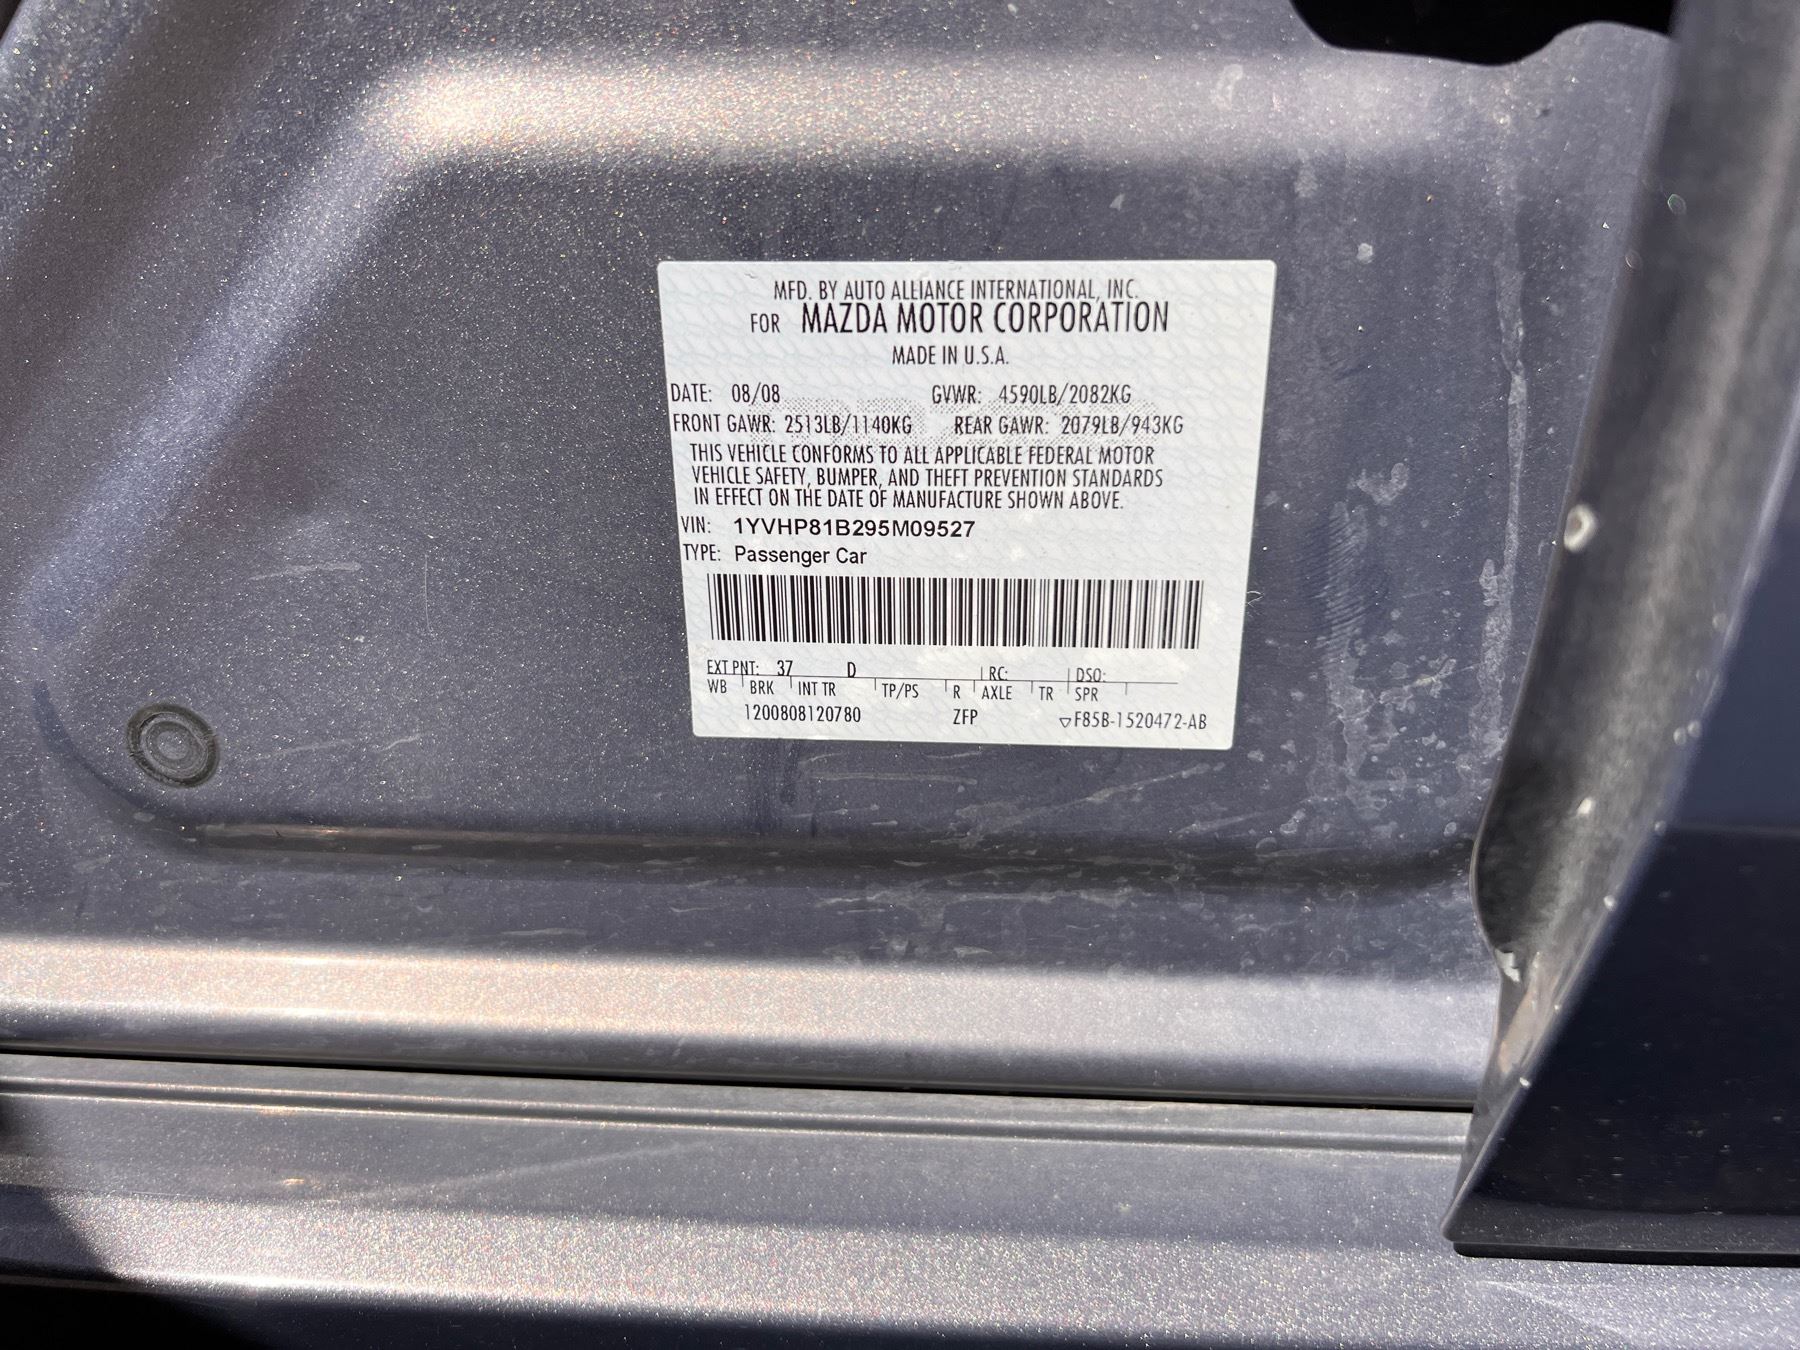 MFD. BY AUTO ALLIANCE INTERNATIONAL, INC.
FOR MAZDA MOTOR CORPORATION
MADE IN U.S.A.
DATE: 08/08 GVWR: 4590LB/2082KG
FRONT GAWR: 2513LB/1140KG REAR GAWR: 2079LB/943KG
THIS VEHICLE CONFORMS TO ALL APPLICABLE FEDERAL MOTOR
VEHICLE SAFETY, BUMPER, AND THEFT PREVENTION STANDARDS
IN EFFECT ON THE DATE OF MANUFACTURE SHOWN ABOVE.
VIN: 1YVHP81B295M09527
TYPE: Passenger Car
EXT PNT: 37 D RC: DSO:
WB BRK INT TR TP/PS R AXLE TR SPR
1200808120780 ZFP ▽F85B-1520472-AB